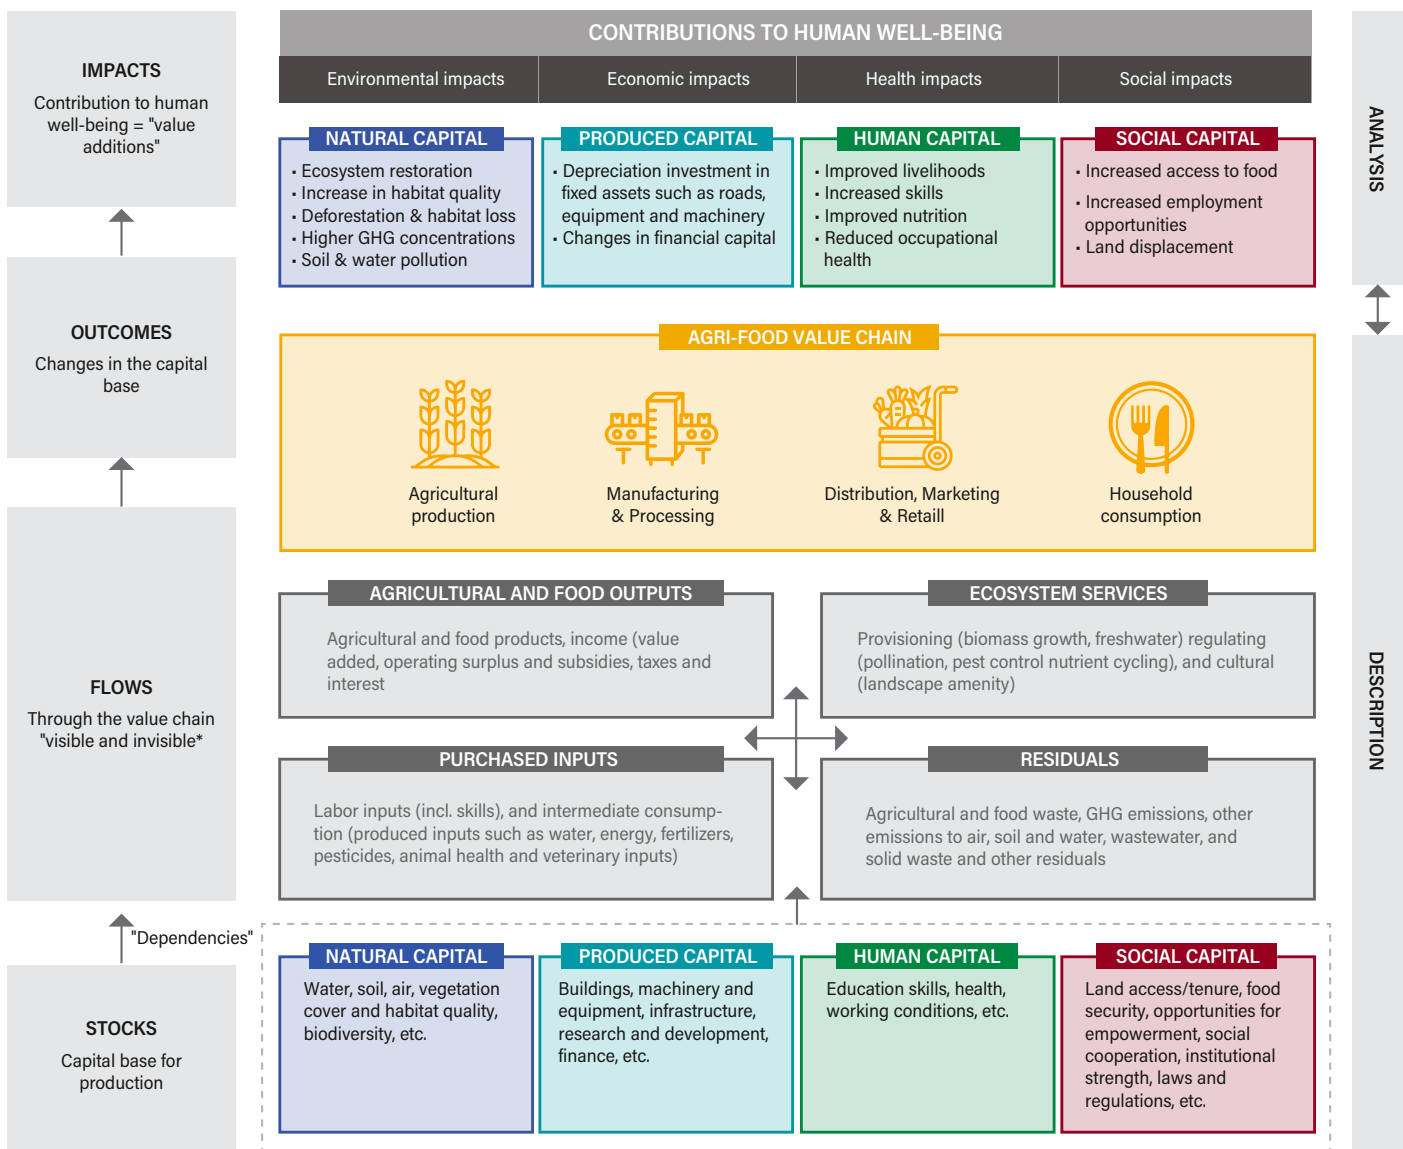 IMPACTS
Contribution to human
well-being = "value
additions"
OUTCOMES
Changes in the capital
base
FLOWS
Through the value chain
"visible and invisible*
"Dependencies"
STOCKS
Capital base for
production
CONTRIBUTIONS TO HUMAN WELL-BEING
Environmental impacts
Economic impacts
Health impacts
Social impacts
NATURAL CAPITAL
· Ecosystem restoration
· Increase in habitat quality
· Deforestation & habitat loss
· Higher GHG concentrations
· Soil & water pollution
PRODUCED CAPITAL
· Depreciation investment in
fixed assets such as roads,
equipment and machinery
· Changes in financial capital
HUMAN CAPITAL
· Improved livelihoods
· Increased skills
· Improved nutrition
· Reduced occupational
health
SOCIAL CAPITAL
· Increased access to food
· Increased employment
opportunities
· Land displacement
AGRI-FOOD VALUE CHAIN
Agricultural
production
Manufacturing
& Processing
Distribution, Marketing
& Retaill
Household
consumption
AGRICULTURAL AND FOOD OUTPUTS
Agricultural and food products, income (value
added, operating surplus and subsidies, taxes and
interest
ECOSYSTEM SERVICES
Provisioning (biomass growth, freshwater) regulating
(pollination, pest control nutrient cycling), and cultural
(landscape amenity)
PURCHASED INPUTS
Labor inputs (incl. skills), and intermediate consump-
tion (produced inputs such as water, energy, fertilizers,
pesticides, animal health and veterinary inputs)
RESIDUALS
Agricultural and food waste, GHG emissions, other
emissions to air, soil and water, wastewater, and
solid waste and other residuals
NATURAL CAPITAL
Water, soil, air, vegetation
cover and habitat quality,
biodiversity, etc.
PRODUCED CAPITAL
Buildings, machinery and
equipment, infrastructure,
research and development,
finance, etc.
HUMAN CAPITAL
Education skills, health,
working conditions, etc.
SOCIAL CAPITAL
Land access/tenure, food
security, opportunities for
empowerment, social
cooperation, institutional
strength, laws and
regulations, etc.
ANALYSIS
DESCRIPTION